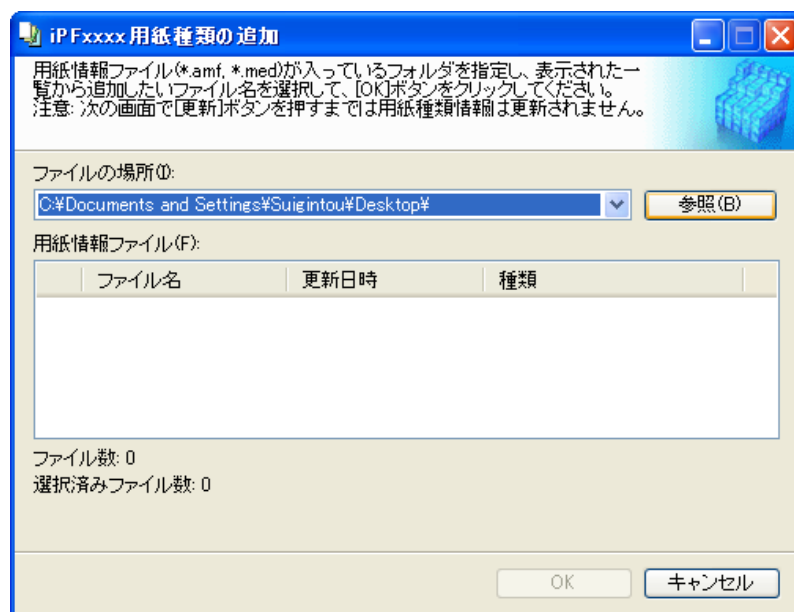 iPFxxxx 用紙種類の追加
用紙情報ファイル(*.amf, *.med)が入っているフォルダを指定し、表示された一
覧から追加したいファイル名を選択して、[OK]ボタンをクリックしてください。
注意: 次の画面で[更新]ボタンを押すまでは用紙種類情報は更新されません。
ファイルの場所(I):
C:¥Documents and Settings¥Suigintou¥Desktop¥
参照(B)
用紙情報ファイル(F):
ファイル名 更新日時 種類
ファイル数: 0
選択済みファイル数: 0
OK キャンセル